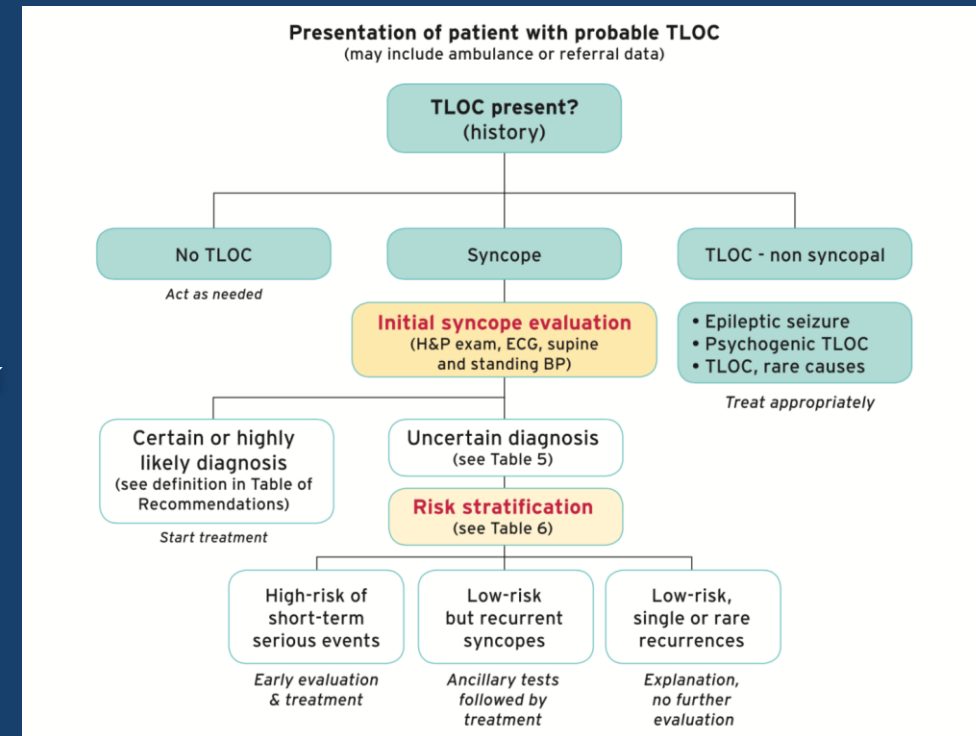 Presentation of patient with probable TLOC
(may include ambulance or referral data)
TLOC present?
(history)
No TLOC
Act as needed
Syncope
TLOC - non syncopal
Initial syncope evaluation
(H&P exam, ECG, supine
and standing BP)
• Epileptic seizure
• Psychogenic TLOC
• TLOC, rare causes
Treat appropriately
Certain or highly
likely diagnosis
(see definition in Table of
Recommendations)
Start treatment
Uncertain diagnosis
(see Table 5)
Risk stratification
(see Table 6)
High-risk of
short-term
serious events
Early evaluation
& treatment
Low-risk
but recurrent
syncopes
Ancillary tests
followed by
treatment
Low-risk,
single or rare
recurrences
Explanation,
no further
evaluation